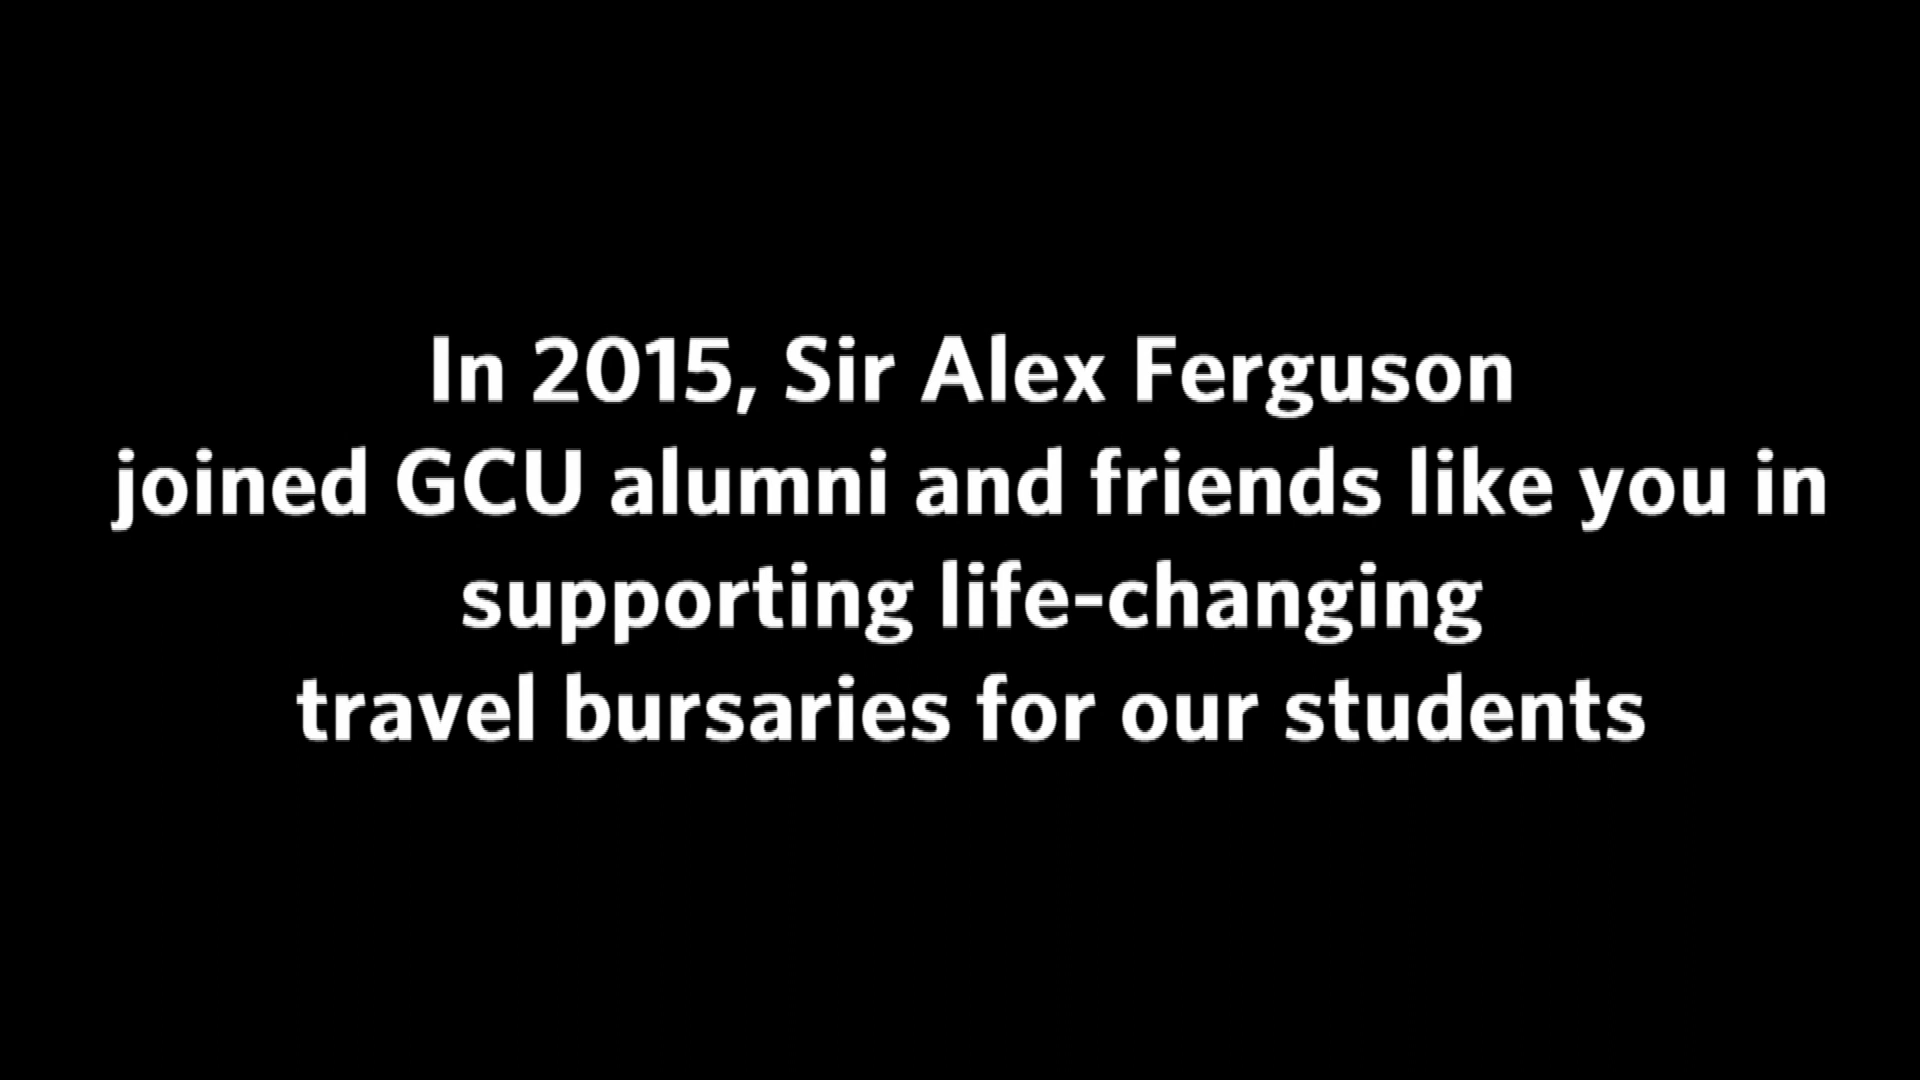 In 2015, Sir Alex Ferguson
joined GCU alumni and friends like you in
supporting life-changing
travel bursaries for our students